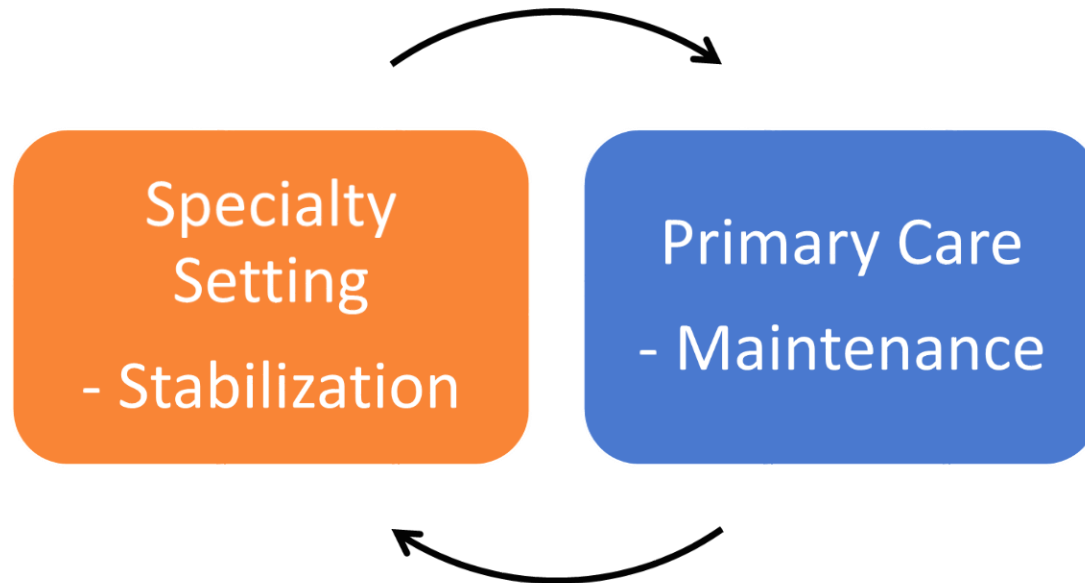 Specialty
Setting
- Stabilization
Primary Care
- Maintenance